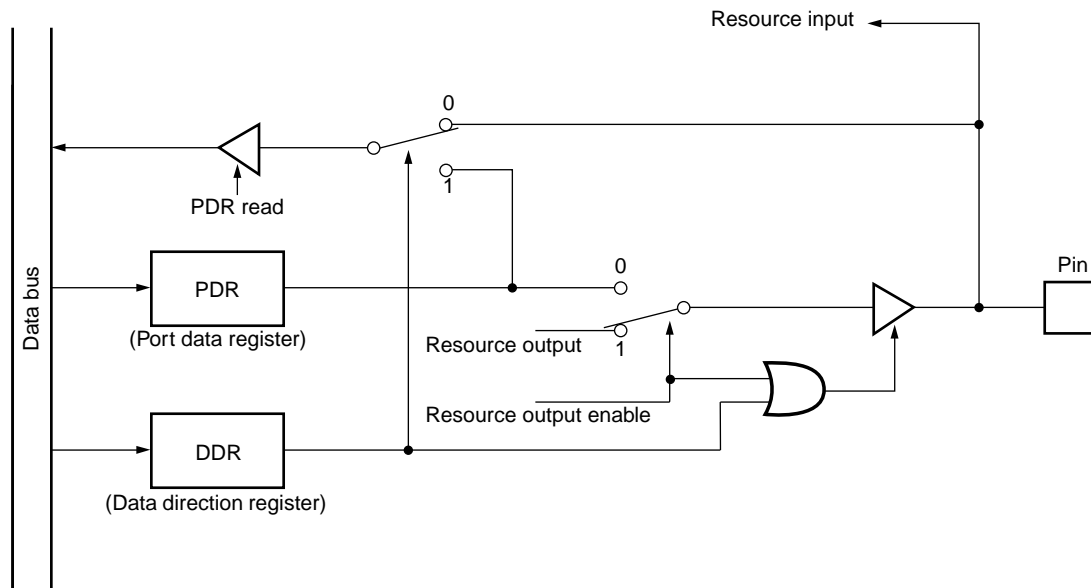 Resource input
0
1
PDR read
Data bus
PDR
(Port data register)
0
1
Resource output
Resource output enable
Pin
DDR
(Data direction register)